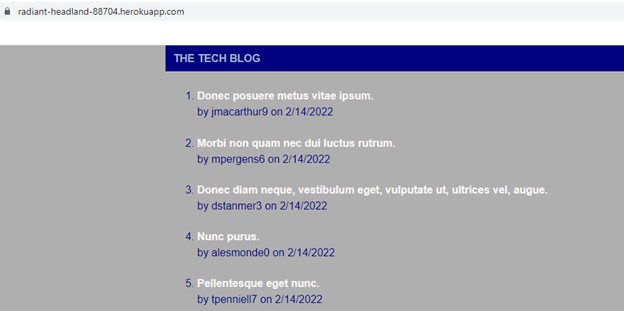 radiant-headland-88704.herokuapp.com
THE TECH BLOG
1. Donec posuere metus vitae ipsum.
by jmacarthur9 on 2/14/2022
2. Morbi non quam nec dui luctus rutrum.
by mpergens6 on 2/14/2022
3. Donec diam neque, vestibulum eget, vulputate ut, ultrices vel, augue.
by dstanmer3 on 2/14/2022
4. Nunc purus.
by alesmonde0 on 2/14/2022
5. Pellentesque eget nunc.
by tpenniell7 on 2/14/2022